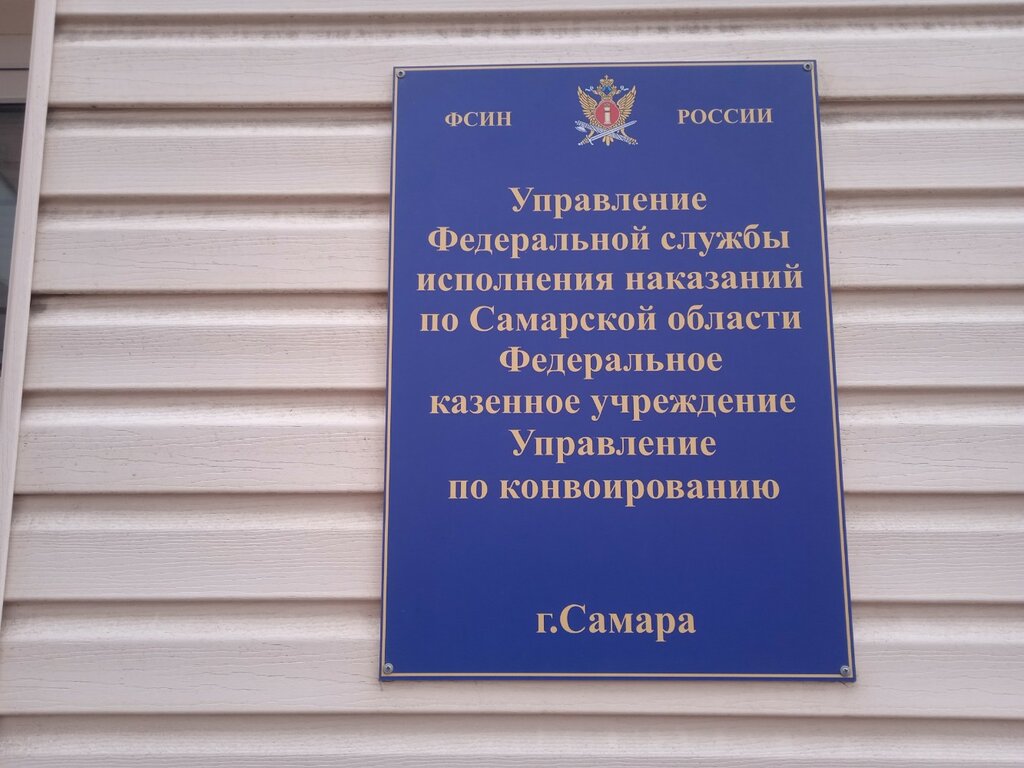 ФСИН РОССИИ
Управление
Федеральной службы
исполнения наказаний
по Самарской области
Федеральное
казенное учреждение
Управление
по конвоированию
г.Самара